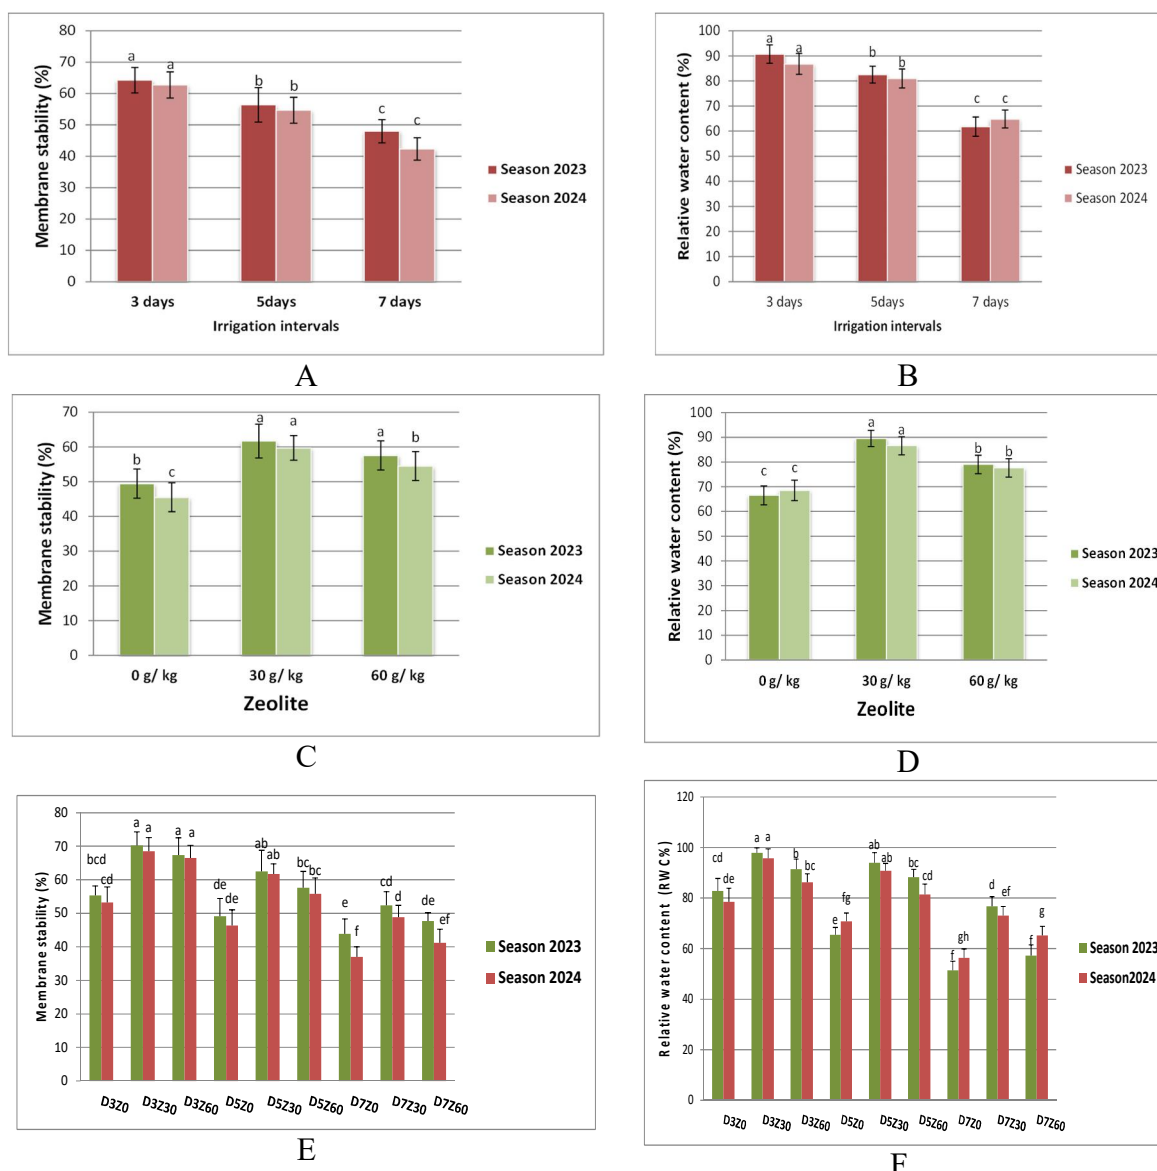 80
70
60
50
40
30
20
10
0
Membrane stability (%)
a
a
b
b
c
c
3 days
5days
7 days
Irrigation intervals
Season 2023
Season 2024
A
100
90
80
70
60
50
40
30
20
10
0
Relative water content (%)
a
a
b
b
c
c
3 days
5days
7 days
Irrigation intervals
Season 2023
Season 2024
B
70
60
50
40
30
20
10
0
Membrane stability (%)
b
c
a
a
a
b
0 g/ kg
30 g/ kg
60 g/ kg
Zeolite
Season 2023
Season 2024
C
100
90
80
70
60
50
40
30
20
10
0
Relative water content (%)
c
c
a
a
b
b
0 g/ kg
30 g/ kg
60 g/ kg
Zeolite
Season 2023
Season 2024
D
80
70
60
50
40
30
20
10
0
Membrane stability (%)
bcd
cd
a
a
a
a
de
de
ab
ab
bc
bc
e
f
cd
d
de
ef
D3Z0
D3Z30
D3Z60
D5Z0
D5Z30
D5Z60
D7Z0
D7Z30
D7Z60
Season 2023
Season 2024
E
120
100
80
60
40
20
0
Relative water content (RWC%)
cd
de
a
a
b
bc
e
fg
ab
ab
bc
cd
f
gh
d
ef
f
g
D3Z0
D3Z30
D3Z60
D5Z0
D5Z30
D5Z60
D7Z0
D7Z30
D7Z60
Season 2023
Season2024
F